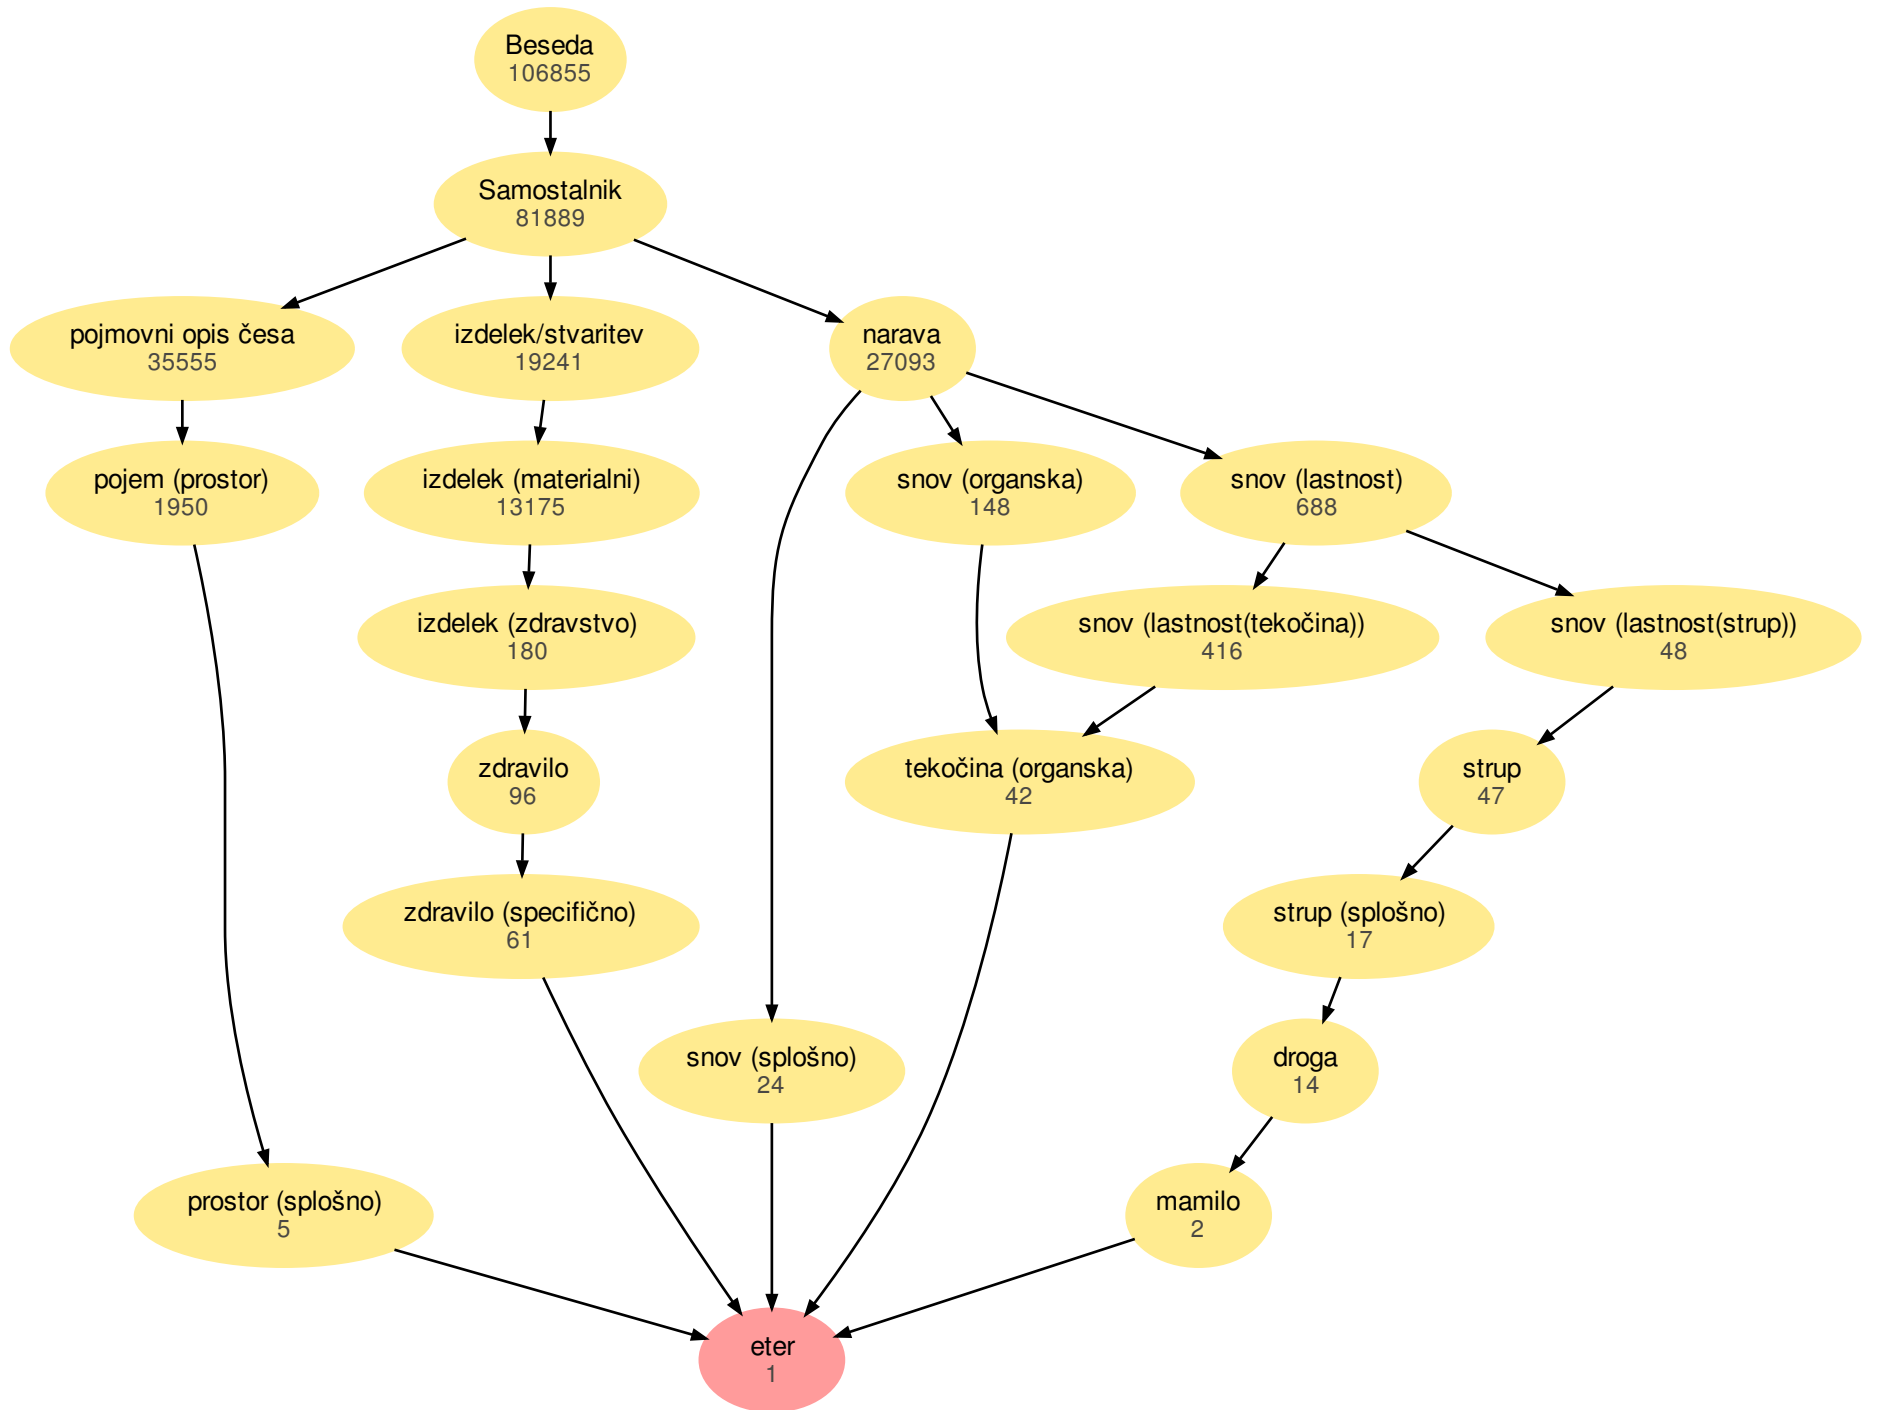 Beseda
106855
Samostalnik
81889
pojmovni opis česa
35555
izdelek/stvaritev
19241
narava
27093
pojem (prostor)
1950
izdelek (materialni)
13175
snov (organska)
148
snov (lastnost)
688
izdelek (zdravstvo)
180
snov (lastnost(tekočina))
416
snov (lastnost(strup))
48
zdravilo
96
tekočina (organska)
42
strup
47
zdravilo (specifično)
61
strup (splošno)
17
snov (splošno)
24
droga
14
prostor (splošno)
5
mamilo
2
eter
1